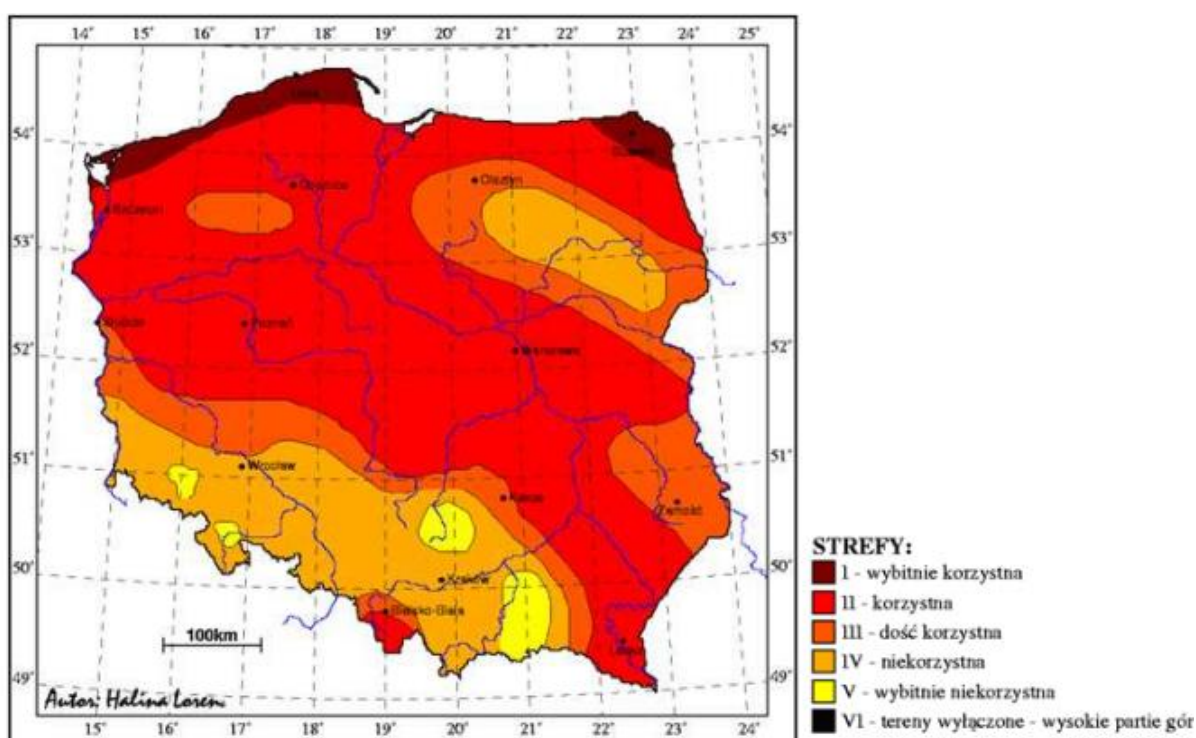 14° 15° 16° 17° 18° 19° 20° 21° 22° 23° 24° 25°
54° 54°
Olsztyn
53° 53°
Poznań
52° 52°
51° Wrocław 51°
Zamość
50° Kraków 50°
Bielsko-Biała
100km
49° 49°
Autor: Halina Lorenc
15° 16° 17° 18° 19° 20° 21° 22° 23° 24°
STREFY:
I - wybitnie korzystna
II - korzystna
III - dość korzystna
IV - niekorzystna
V - wybitnie niekorzystna
VI - tereny wyłączone - wysokie partie gór